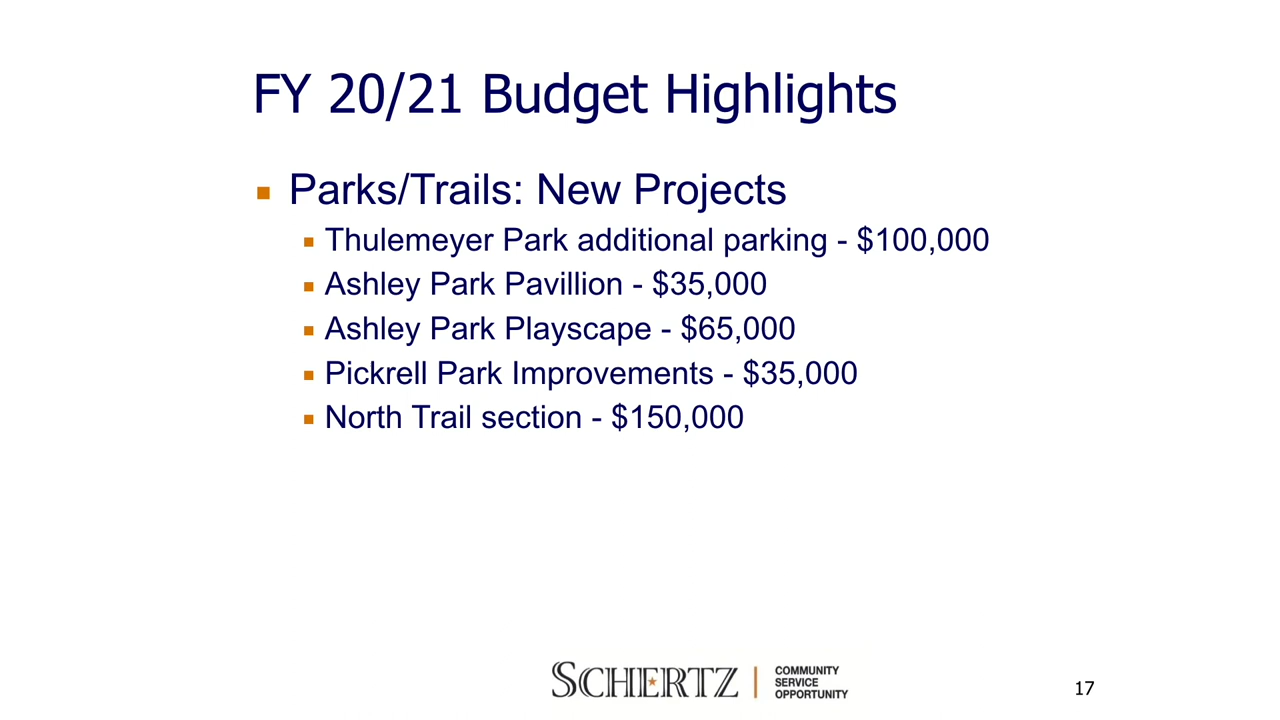 FY 20/21 Budget Highlights
Parks/Trails: New Projects
Thulemeyer Park additional parking - $100,000
Ashley Park Pavillion - $35,000
Ashley Park Playscape - $65,000
Pickrell Park Improvements - $35,000
North Trail section - $150,000
SCHERTZ
COMMUNITY
SERVICE
OPPORTUNITY
17